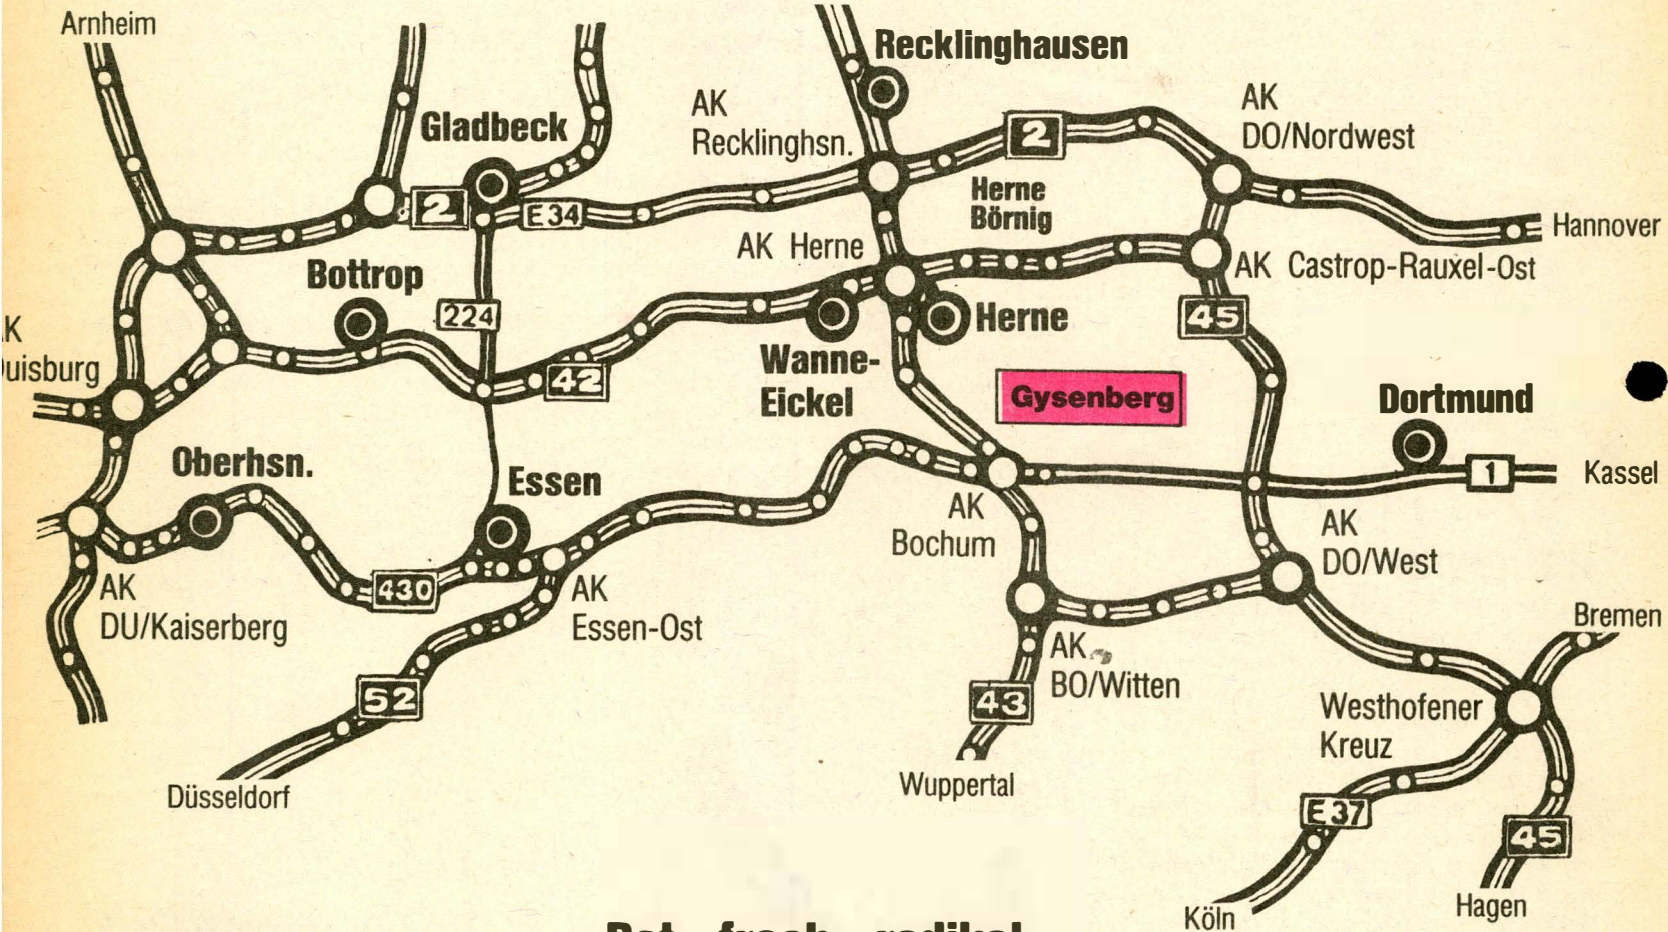 Arnheim
Recklinghausen
Gladbeck
AK
Recklinghsn.
2
AK
DO/Nordwest
2
E34
Herne
Börnig
Hannover
AK Herne
AK Castrop-Rauxel-Ost
Bottrop
224
45
Herne
Wanne-
Eickel
42
Gysenberg
Dortmund
Oberhsn.
Essen
1
Kassel
AK
Bochum
AK
DO/West
430
AK
DU/Kaiserberg
AK
Essen-Ost
AK
BO/Witten
Bremen
52
43
Westhofener
Kreuz
Düsseldorf
Wuppertal
E37
45
Köln
Hagen